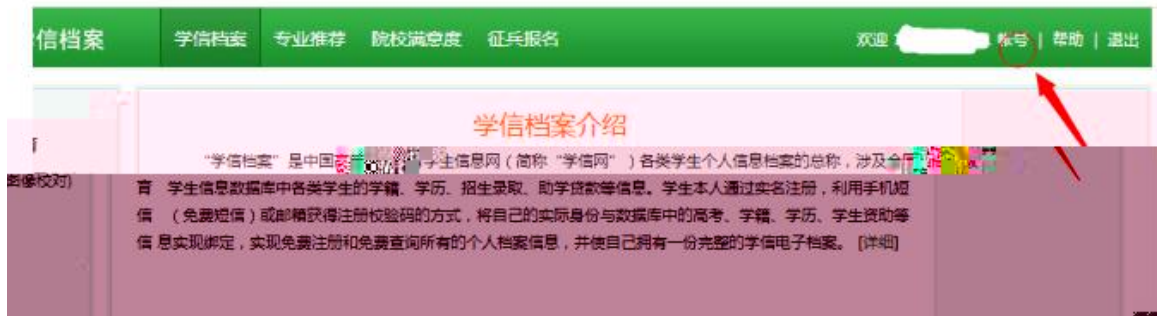 信档案 学信档案 专业推荐 院校满意度 征兵报名 欢迎 帐号 | 帮助 | 退出
学信档案介绍
“学信档案”是中国 学生信息网(简称“学信网”)各类学生个人信息档案的总称,涉及
图像校对)
育 学生信息数据库中各类学生的学籍、学历、招生录取、助学贷款等信息。学生本人通过实名注册,利用手机短
信 (免费短信)或邮箱获得注册校验码的方式,将自己的实际身份与数据库中的高考、学籍、学历、学生资助等
信 息实现绑定,实现免费注册和免费查询所有的个人档案信息,并使自己拥有一份完整的学信电子档案。 [详细]